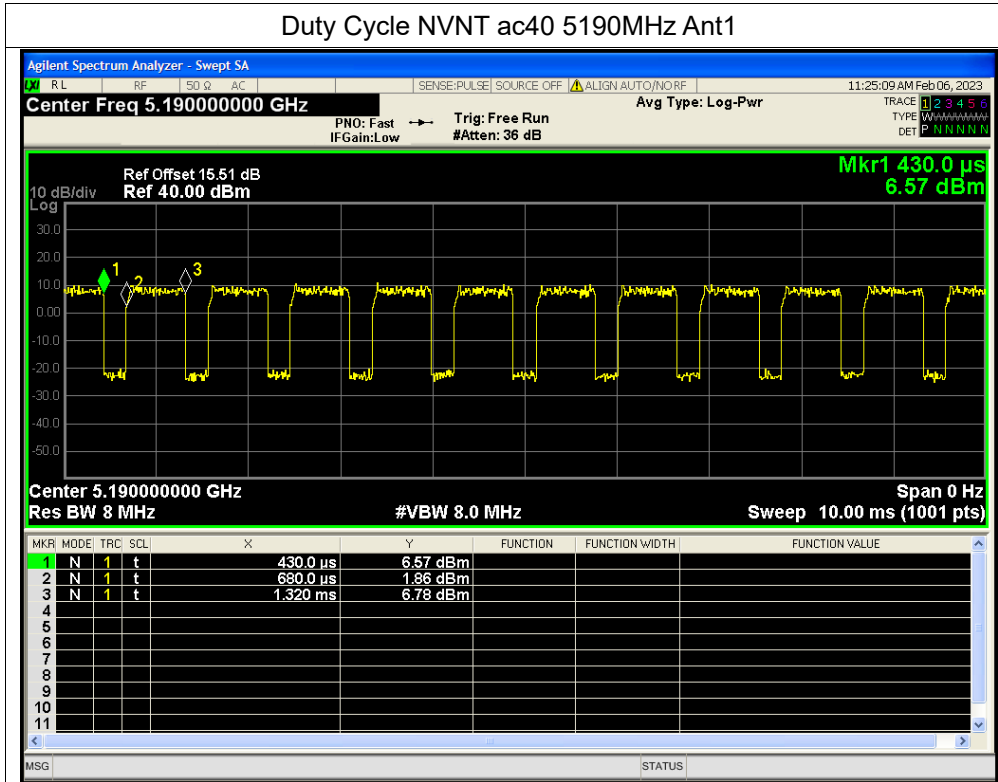 Duty Cycle NVNT ac40 5190MHz Ant1
Agilent Spectrum Analyzer - Swept SA
LXI RL RF 50 Ω AC SENSE:PULSE SOURCE OFF ALIGN AUTO/NO RF 11:25:09 AM Feb 06, 2023
Center Freq 5.190000000 GHz Avg Type: Log-Pwr TRACE 1 2 3 4 5 6
PNO: Fast Trig: Free Run TYPE W
IFGain:Low #Atten: 36 dB DET P N N N N N
Mkr1 430.0 µs
Ref Offset 15.51 dB 6.57 dBm
10 dB/div Ref 40.00 dBm
Log
30.0
20.0
1 2 3
10.0
0.00
-10.0
-20.0
-30.0
-40.0
-50.0
Center 5.190000000 GHz Span 0 Hz
Res BW 8 MHz #VBW 8.0 MHz Sweep 10.00 ms (1001 pts)
MKR MODE TRC SCL X Y FUNCTION FUNCTION WIDTH FUNCTION VALUE
1 N 1 t 430.0 µs 6.57 dBm
2 N 1 t 680.0 µs 1.86 dBm
3 N 1 t 1.320 ms 6.78 dBm
4
5
6
7
8
9
10
11
MSG STATUS